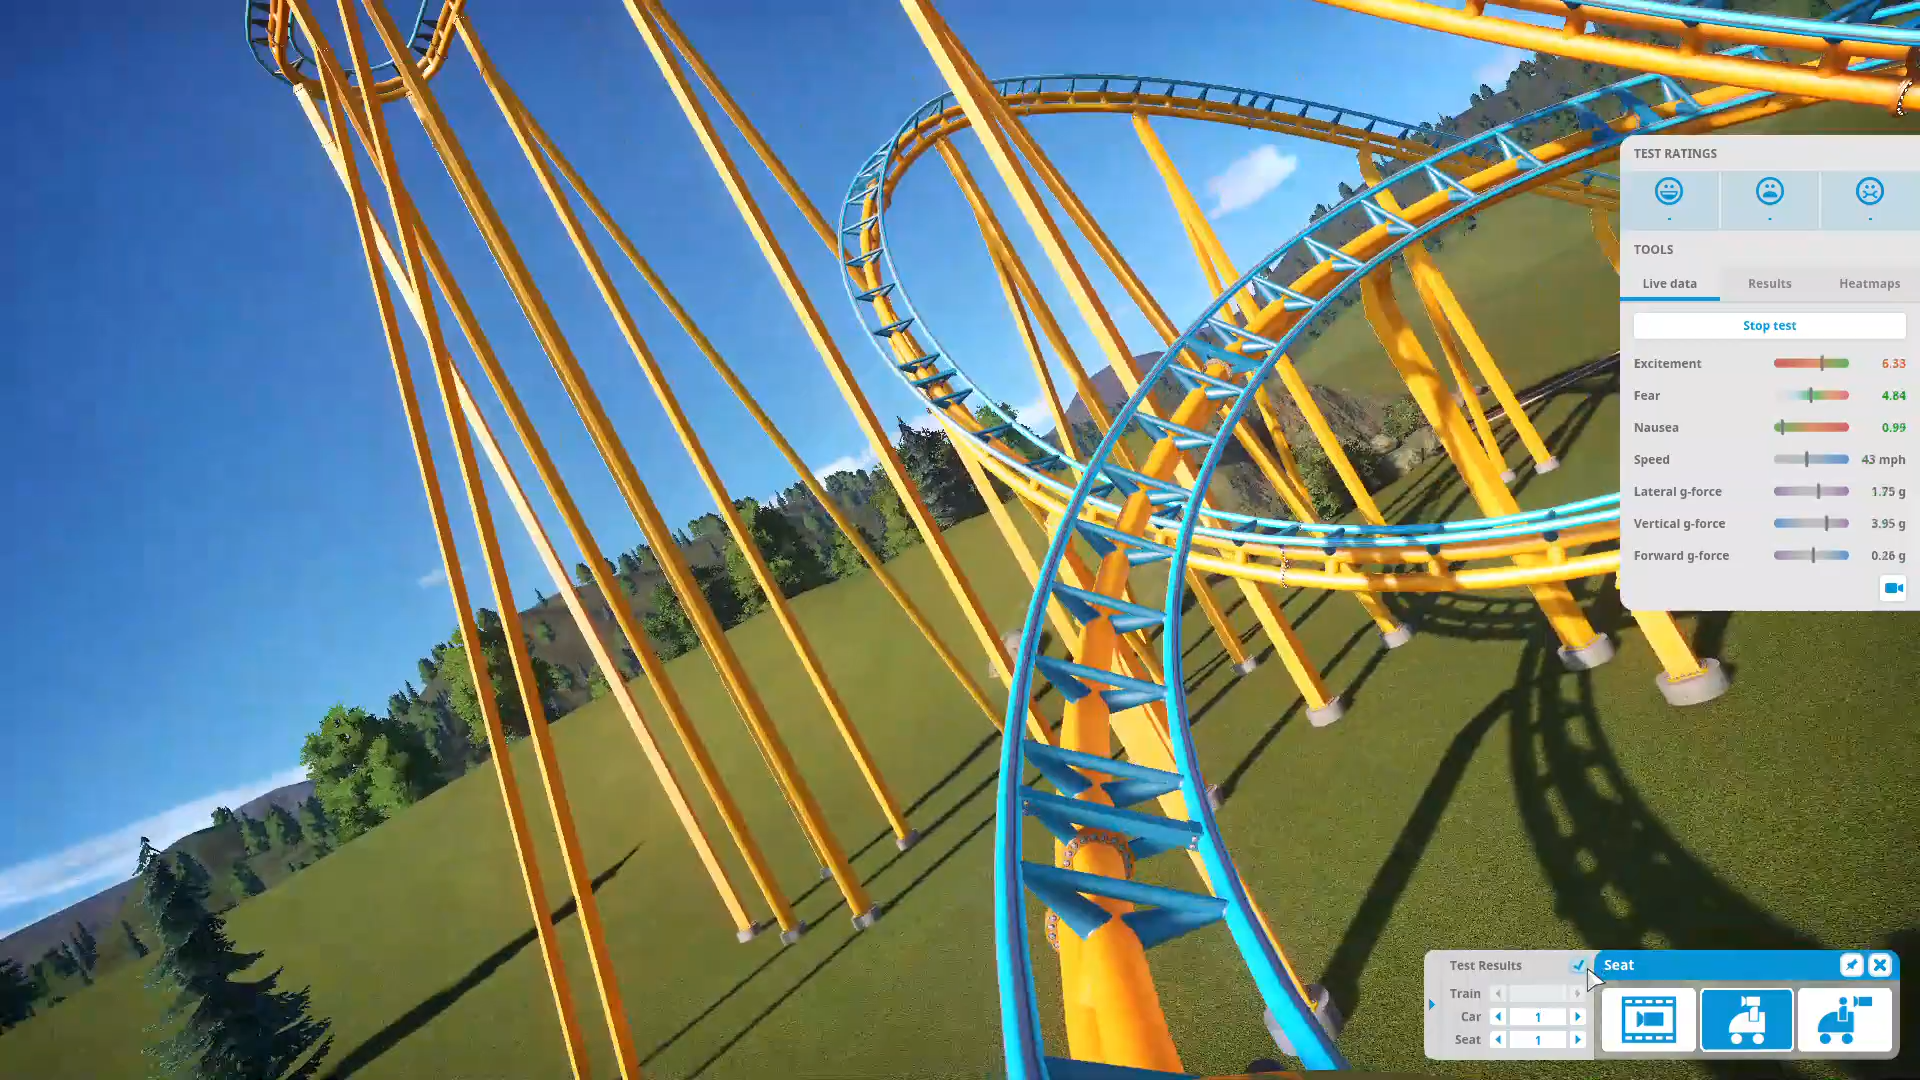 TEST RATINGS
- - -
TOOLS
Live data Results Heatmaps
Stop test
Excitement 6.33
Fear 4.84
Nausea 0.99
Speed 43 mph
Lateral g-force 1.75 g
Vertical g-force 3.95 g
Forward g-force 0.26 g
Test Results
Seat
Train
Car 1
Seat 1